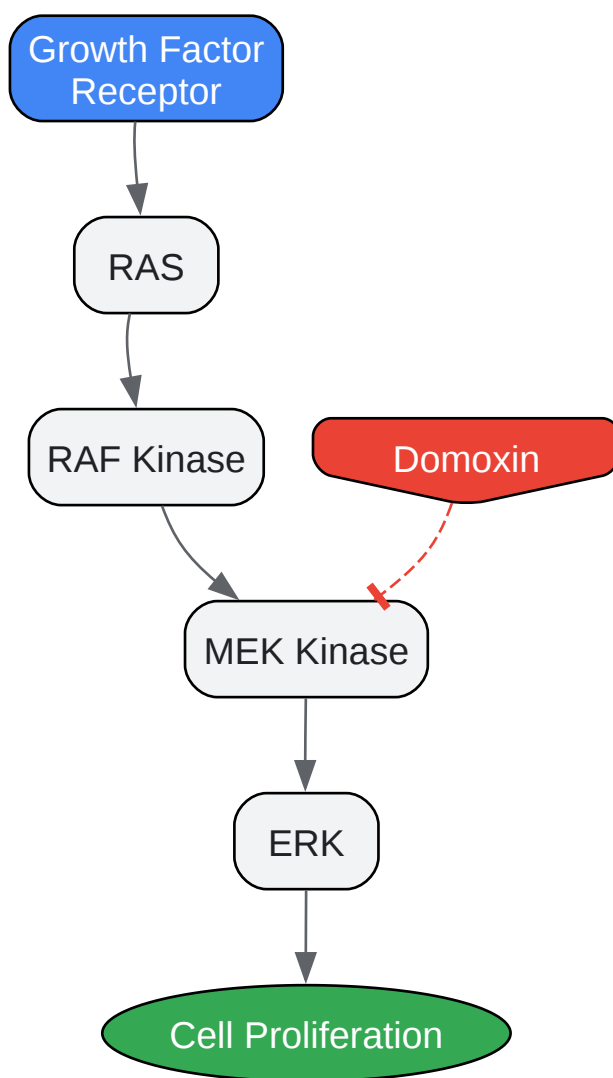 Growth Factor
Receptor
RAS
RAF Kinase
Domoxin
MEK Kinase
ERK
Cell Proliferation